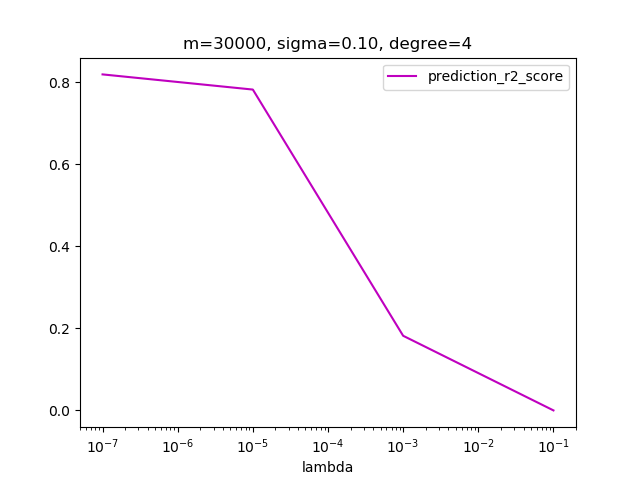 m=30000, sigma=0.10, degree=4
prediction_r2_score
0.8
0.6
0.4
0.2
0.0
10⁻⁷ 10⁻⁶ 10⁻⁵ 10⁻⁴ 10⁻³ 10⁻² 10⁻¹
lambda